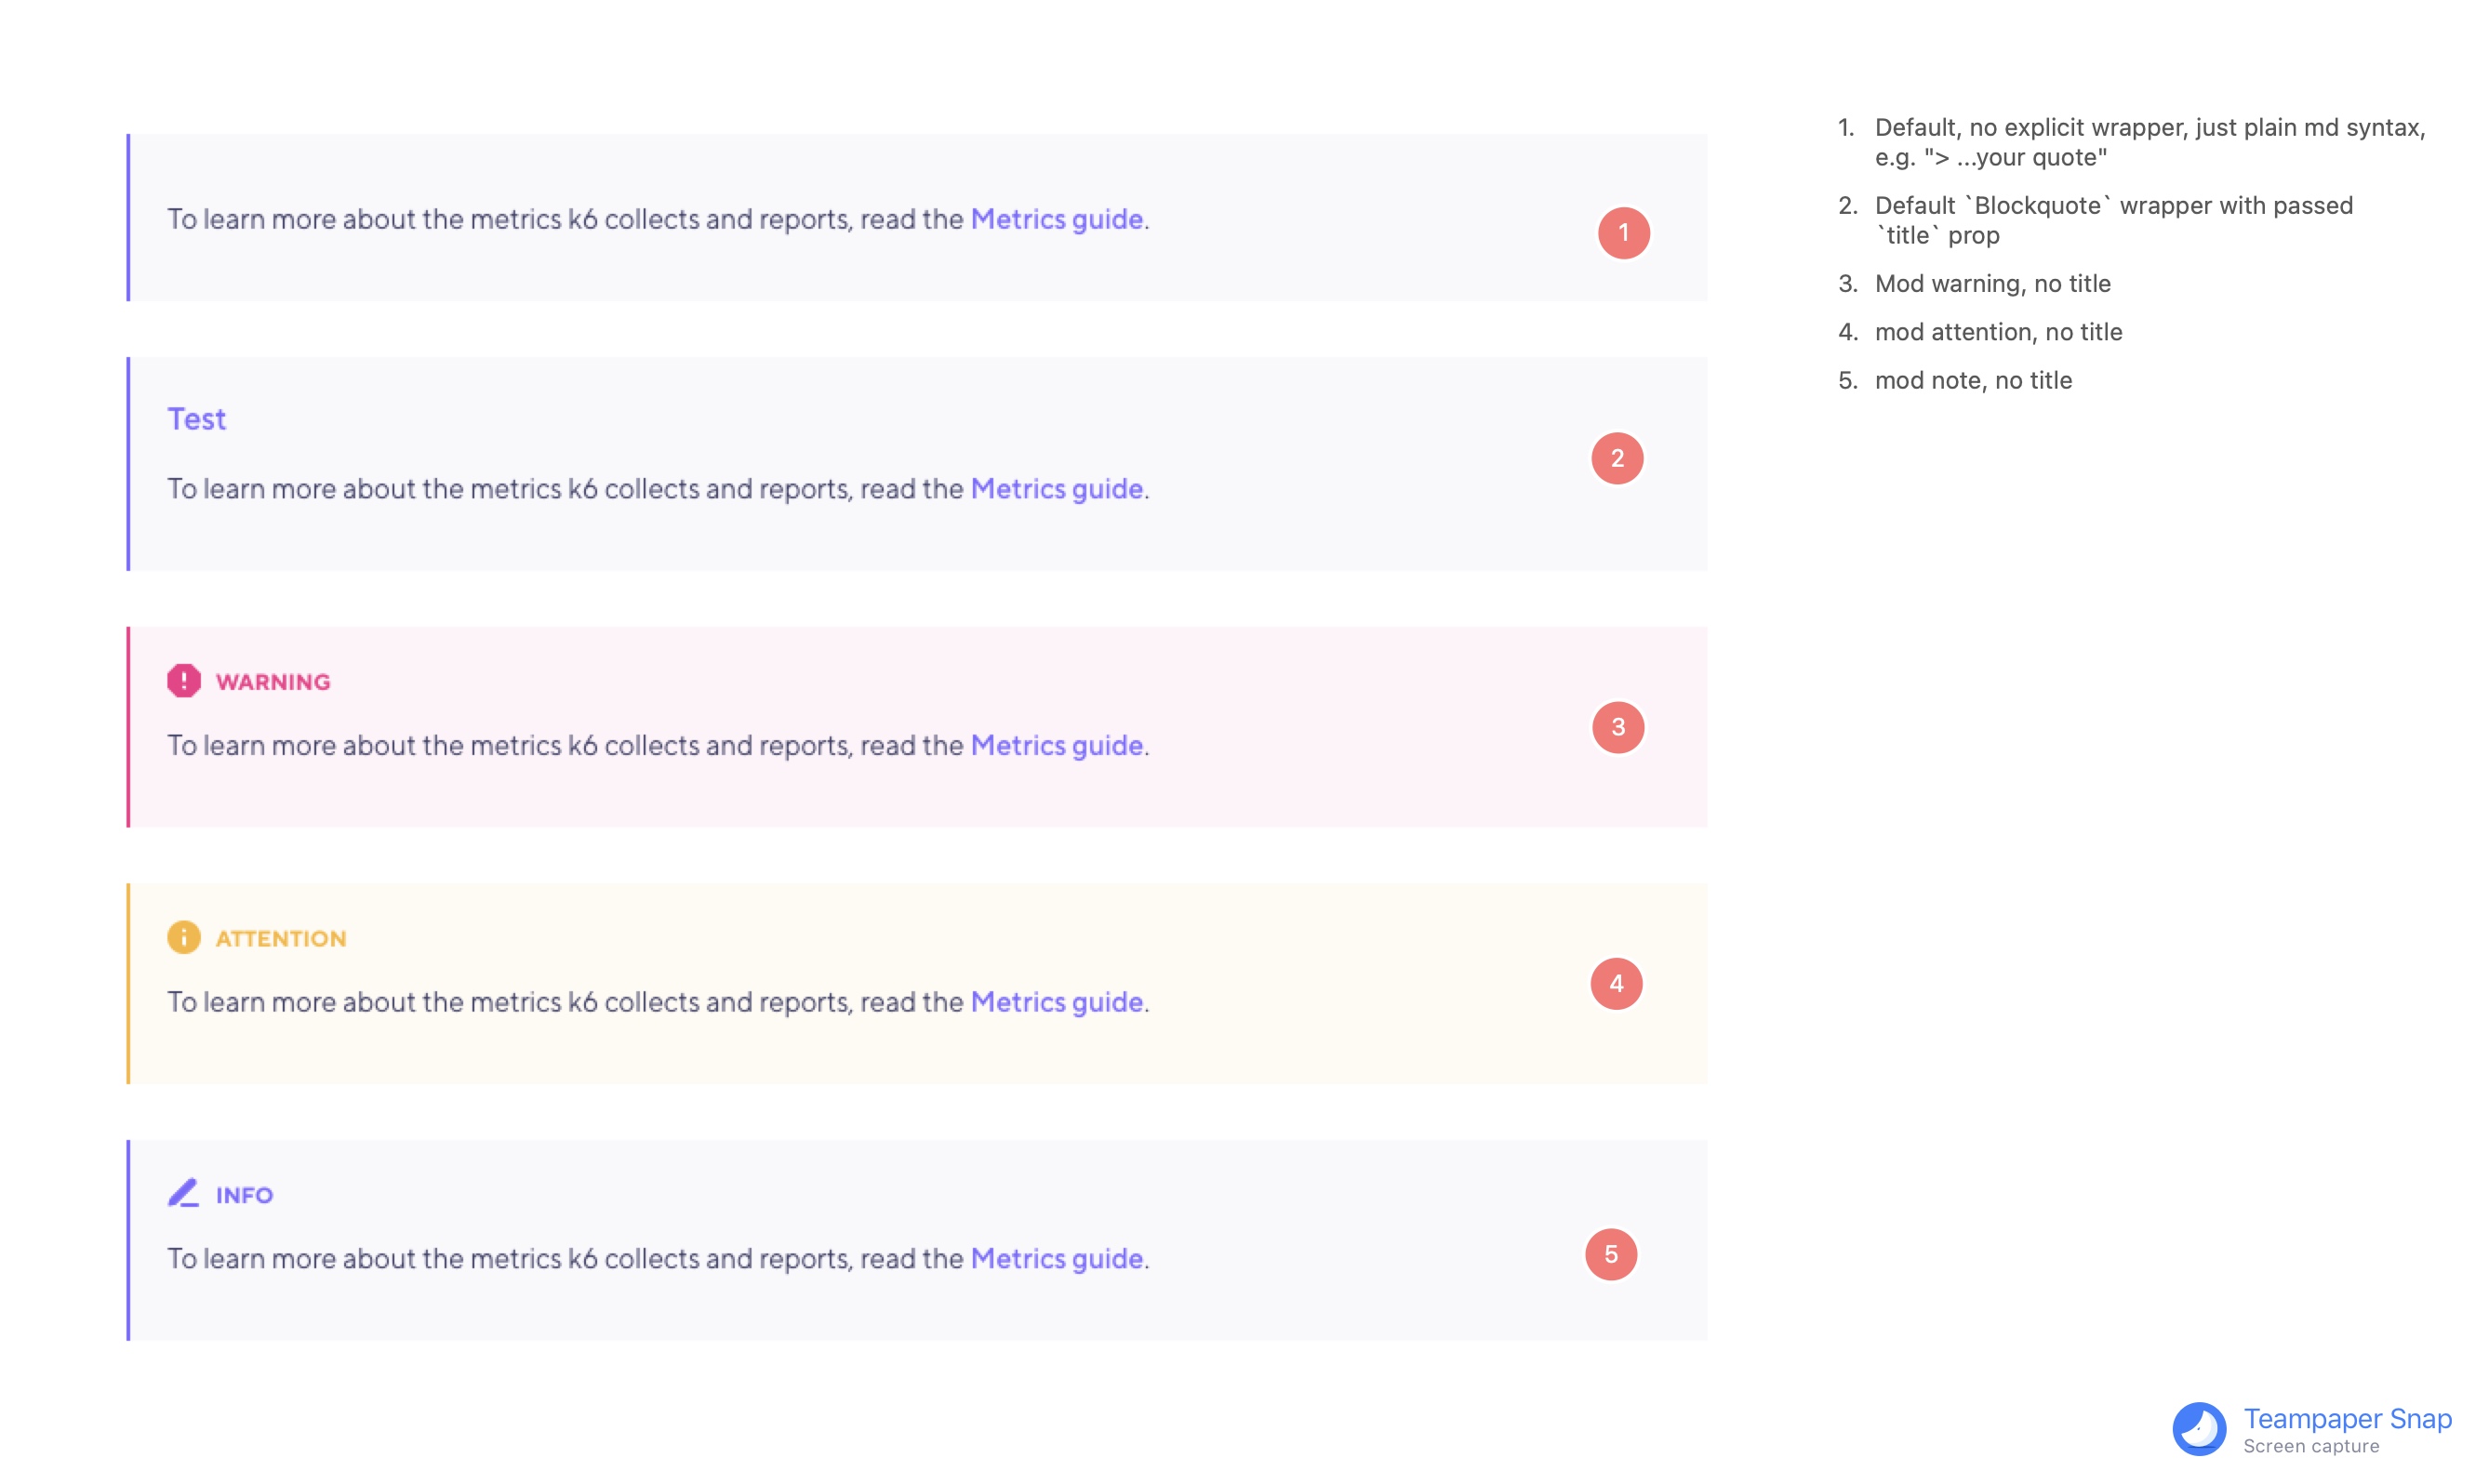 To learn more about the metrics k6 collects and reports, read the Metrics guide.
1
Test
To learn more about the metrics k6 collects and reports, read the Metrics guide.
2
WARNING
To learn more about the metrics k6 collects and reports, read the Metrics guide.
3
ATTENTION
To learn more about the metrics k6 collects and reports, read the Metrics guide.
4
INFO
To learn more about the metrics k6 collects and reports, read the Metrics guide.
5
1. Default, no explicit wrapper, just plain md syntax,
e.g. "> ...your quote"
2. Default `Blockquote` wrapper with passed
`title` prop
3. Mod warning, no title
4. mod attention, no title
5. mod note, no title
Teampaper Snap
Screen capture